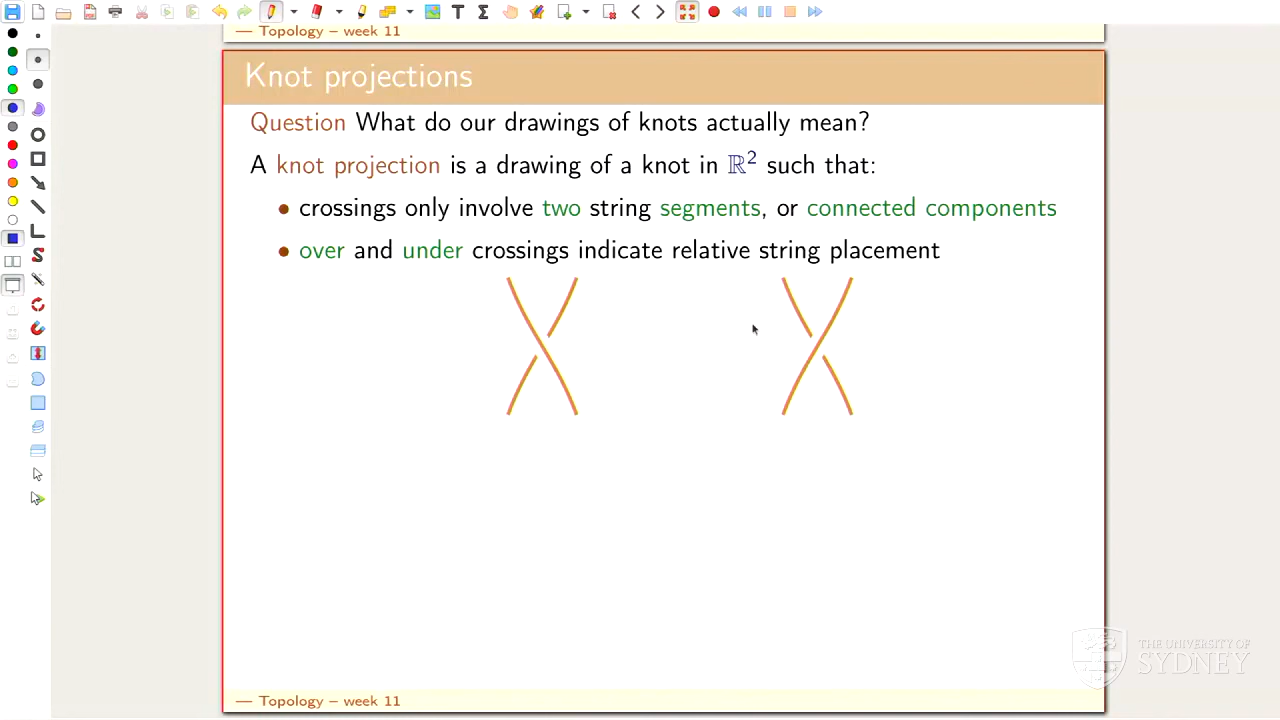 — Topology – week 11
Knot projections
Question What do our drawings of knots actually mean?
A knot projection is a drawing of a knot in ℝ² such that:
• crossings only involve two string segments, or connected components
• over and under crossings indicate relative string placement
THE UNIVERSITY OF
SYDNEY
— Topology – week 11